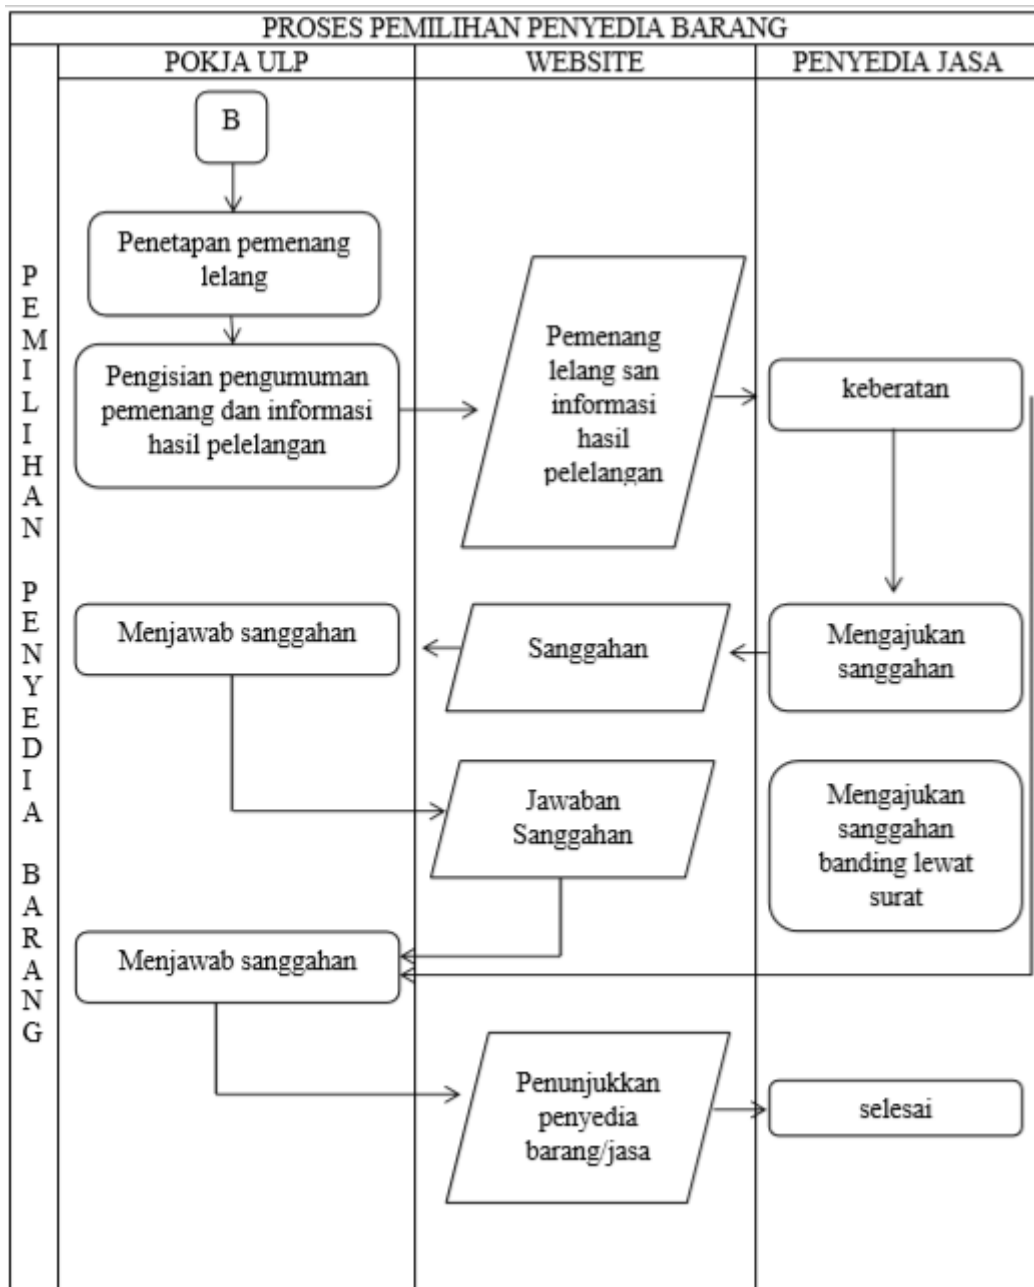 PROSES PEMILIHAN PENYEDIA BARANG
POKJA ULP
WEBSITE
PENYEDIA JASA
PEMILIHAN PENYEDIA BARANG
B
Penetapan pemenang
lelang
Pengisian pengumuman
pemenang dan informasi
hasil pelelangan
Pemenang
lelang san
informasi
hasil
pelelangan
keberatan
Menjawab sanggahan
Sanggahan
Mengajukan
sanggahan
Jawaban
Sanggahan
Mengajukan
sanggahan
banding lewat
surat
Menjawab sanggahan
Penunjukkan
penyedia
barang/jasa
selesai